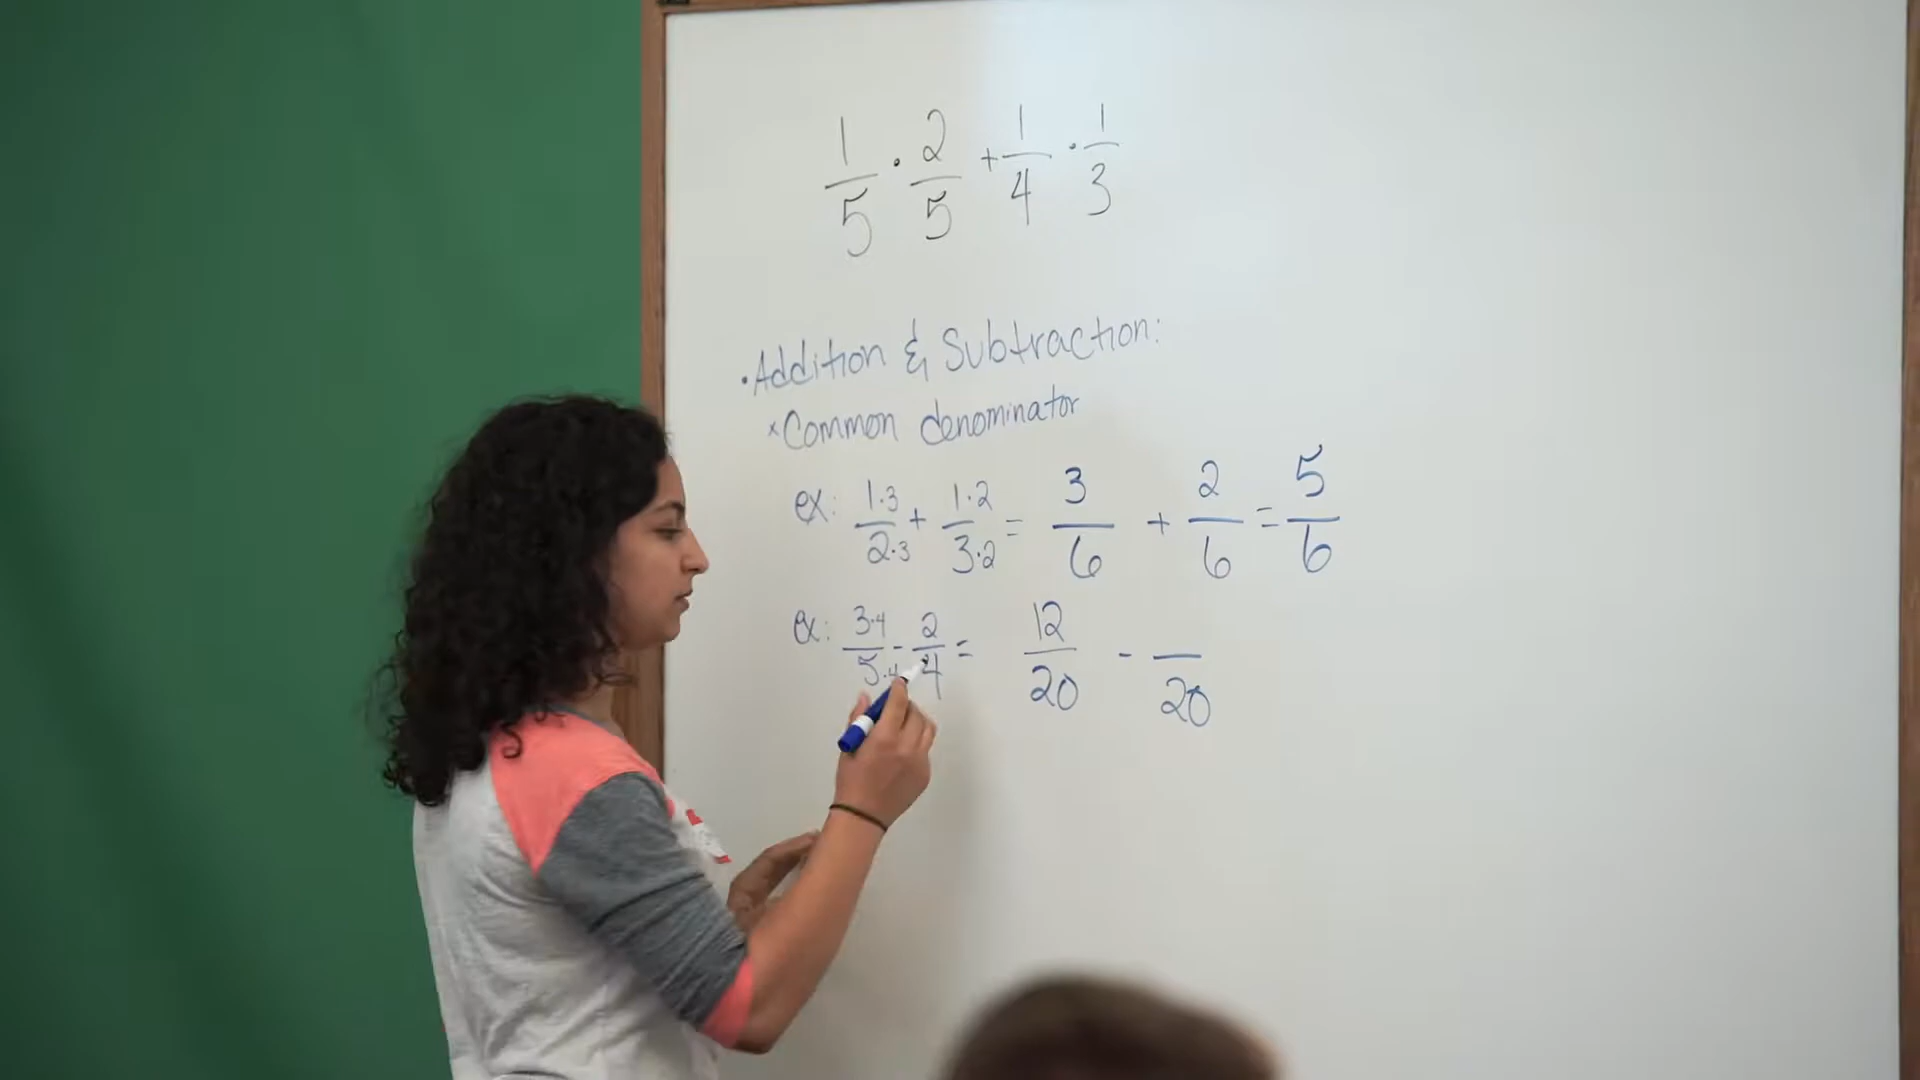 1/5 · 2/5 + 1/4 · 1/3
• Addition & Subtraction:
× Common denominator
ex: 1·3/2·3 + 1·2/3·2 = 3/6 + 2/6 = 5/6
ex: 3·4/5·4 - 2/4 = 12/20 - /20